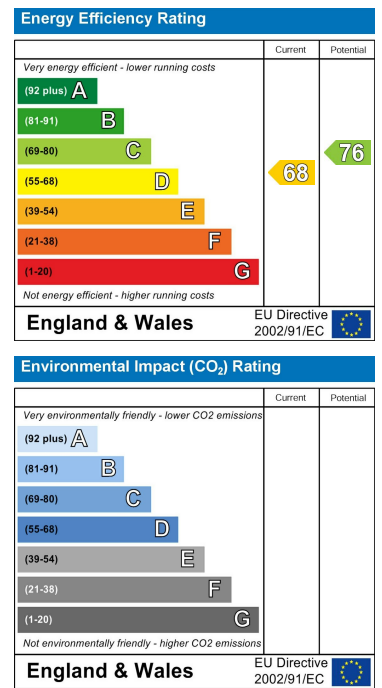 Energy Efficiency Rating
Current Potential
Very energy efficient - lower running costs
(92 plus) A
(81-91) B
(69-80) C
(55-68) D
(39-54) E
(21-38) F
(1-20) G
68
76
Not energy efficient - higher running costs
England & Wales
EU Directive
2002/91/EC
Environmental Impact (CO₂) Rating
Current Potential
Very environmentally friendly - lower CO2 emissions
(92 plus) A
(81-91) B
(69-80) C
(55-68) D
(39-54) E
(21-38) F
(1-20) G
Not environmentally friendly - higher CO2 emissions
England & Wales
EU Directive
2002/91/EC